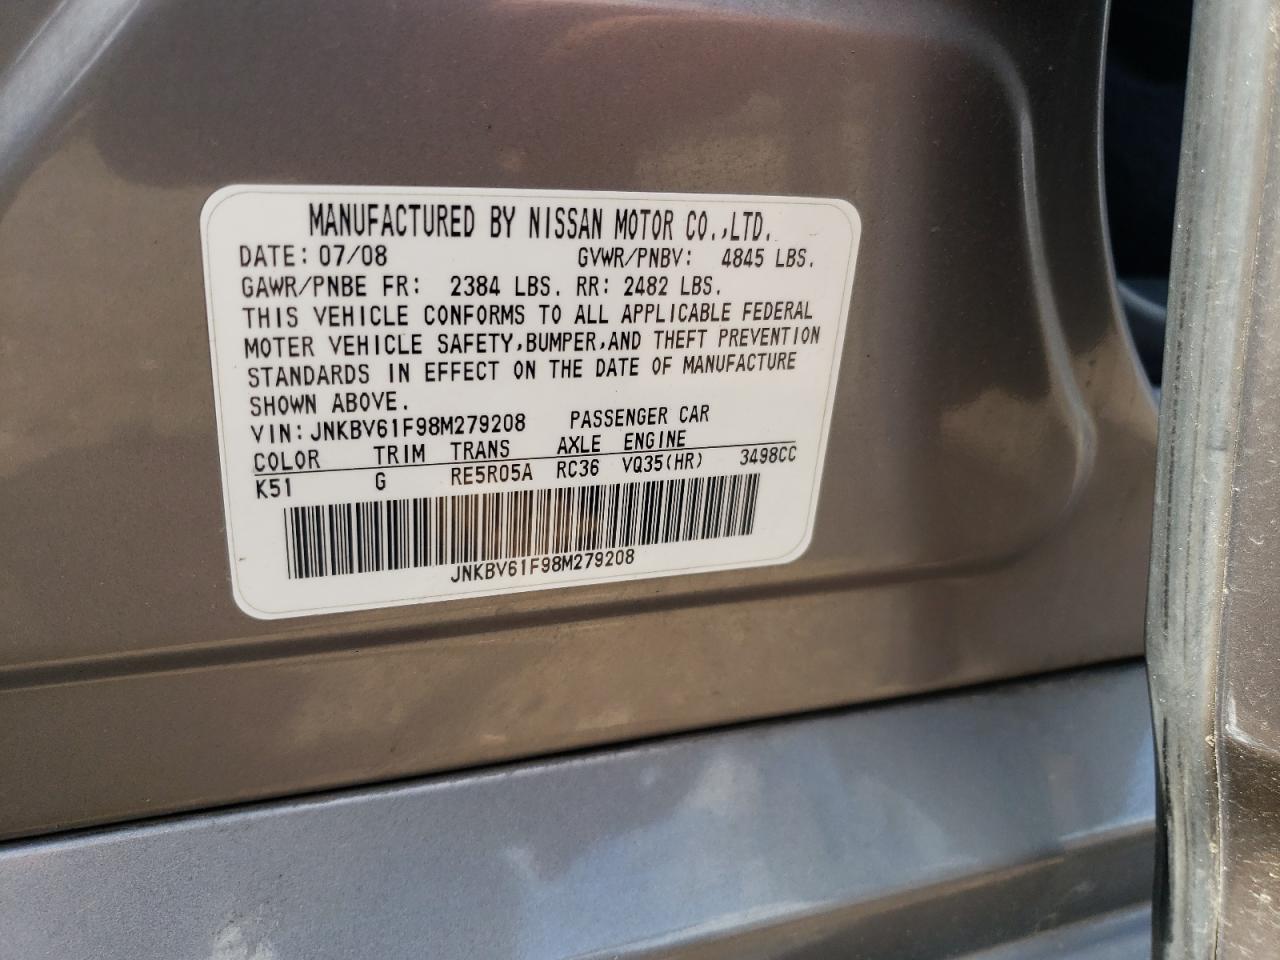 MANUFACTURED BY NISSAN MOTOR CO.,LTD.
DATE: 07/08 GVWR/PNBV: 4845 LBS.
GAWR/PNBE FR: 2384 LBS. RR: 2482 LBS.
THIS VEHICLE CONFORMS TO ALL APPLICABLE FEDERAL
MOTER VEHICLE SAFETY,BUMPER,AND THEFT PREVENTION
STANDARDS IN EFFECT ON THE DATE OF MANUFACTURE
SHOWN ABOVE.
VIN: JNKBV61F98M279208 PASSENGER CAR
COLOR TRIM TRANS AXLE ENGINE
K51 G RE5R05A RC36 VQ35(HR) 3498CC
JNKBV61F98M279208